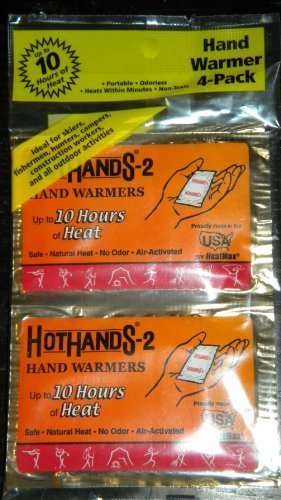 Up to
10
Hours of
Heat
Hand
Warmer
4-Pack
• Portable • Odorless
• Heats Within Minutes • Non-Toxic
Ideal for skiers,
fishermen, hunters, campers,
construction workers,
and all outdoor activities
HOTHANDS®-2
HAND WARMERS
Up to 10 Hours
of Heat
Proudly made in the
USA
BY HeatMax®
Safe • Natural Heat • No Odor • Air-Activated
HOTHANDS®-2
HAND WARMERS
Up to 10 Hours
of Heat
Proudly made in the
USA
Safe • Natural Heat • No Odor • Air-Activated